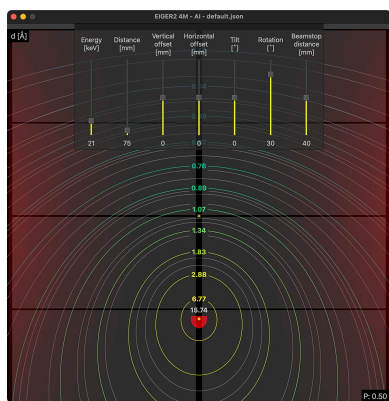 EIGER2 4M - AI - default.json
d [Å]
Energy [keV]
Distance [mm]
Vertical offset [mm]
Horizontal offset [mm]
Tilt [°]
Rotation [°]
Beamstop distance [mm]
21
75
0
0
0
30
40
0.76
0.89
1.07
1.34
1.83
2.88
6.77
15.74
P: 0.50